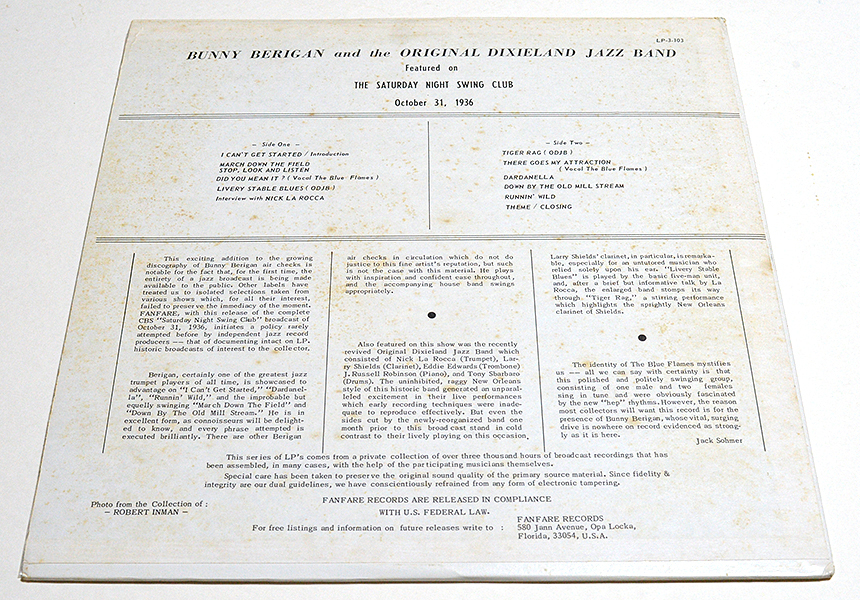 LP-3-103
BUNNY BERIGAN and the ORIGINAL DIXIELAND JAZZ BAND
Featured on
THE SATURDAY NIGHT SWING CLUB
October 31, 1936
— Side One —
I CAN'T GET STARTED / Introduction
MARCH DOWN THE FIELD
STOP, LOOK AND LISTEN
DID YOU MEAN IT ? ( Vocal The Blue Flames )
LIVERY STABLE BLUES ( ODJB )
Interview with NICK LA ROCCA
— Side Two —
TIGER RAG ( ODJB )
THERE GOES MY ATTRACTION
( Vocal The Blue Flames )
DARDANELLA
DOWN BY THE OLD MILL STREAM
RUNNIN' WILD
THEME / CLOSING
This exciting addition to the growing
discography of Bunny Berigan air checks is
notable for the fact that, for the first time, the
entirety of a jazz broadcast is being made
available to the public. Other labels have
treated us to isolated selections taken from
various shows which, for all their interest,
failed to preserve the immediacy of the moment.
FANFARE, with this release of the complete
CBS "Saturday Night Swing Club" broadcast of
October 31, 1936, initiates a policy rarely
attempted before by independent jazz record
producers -- that of documenting intact on LP.
historic broadcasts of interest to the collector.
Berigan, certainly one of the greatest jazz
trumpet players of all time, is showcased to
advantage on "I Can't Get Started," "Dardanel-
la", "Runnin' Wild," and the improbable but
equally swinging "March Down The Field" and
"Down By The Old Mill Stream." He is in
excellent form, as connoisseurs will be delight-
ed to know, and every phrase attempted is
executed brilliantly. There are other Berigan
air checks in circulation which do not do
justice to this fine artist's reputation, but such
is not the case with this material. He plays
with inspiration and confident ease throughout,
and the accompanying house band swings
appropriately.
Also featured on this show was the recently
revived Original Dixieland Jazz Band which
consisted of Nick La Rocca (Trumpet), Lar-
ry Shields (Clarinet), Eddie Edwards (Trombone)
J. Russell Robinson (Piano), and Tony Sbarbaro
(Drums). The uninhibited, raggy New Orleans
style of this historic band generated an unparal-
leled excitement in their live performances
which early recording techniques were inade-
quate to reproduce effectively. But even the
sides cut by the newly-reorganized band one
month prior to this broadcast stand in cold
contrast to their lively playing on this occasion.
Larry Shields' clarinet, in particular, is remarka-
ble, especially for an untutored musician who
relied solely upon his ear. "Livery Stable
Blues" is played by the basic five-man unit,
and, after a brief but informative talk by La
Rocca, the enlarged band stomps its way
through "Tiger Rag," a stirring performance
which highlights the sprightly New Orleans
clarinet of Shields.
The identity of The Blue Flames mystifies
us -- all we can say with certainty is that
this polished and politely swinging group,
consisting of one male and two females
sing in tune and were obviously fascinated
by the new "hep" rhythms. However, the reason
most collectors will want this record is for the
presence of Bunny Berigan, whose vital, surging
drive is nowhere on record evidenced as strong-
ly as it is here.
Jack Sohmer
This series of LP's comes from a private collection of over three thousand hours of broadcast recordings that has
been assembled, in many cases, with the help of the participating musicians themselves.
Special care has been taken to preserve the original sound quality of the primary source material. Since fidelity &
integrity are our dual guidelines, we have conscientiously refrained from any form of electronic tampering.
Photo from the Collection of :
— ROBERT INMAN —
FANFARE RECORDS ARE RELEASED IN COMPLIANCE
WITH U.S. FEDERAL LAW.
For free listings and information on future releases write to :
FANFARE RECORDS
580 Jann Avenue, Opa Locka,
Florida, 33054, U.S.A.